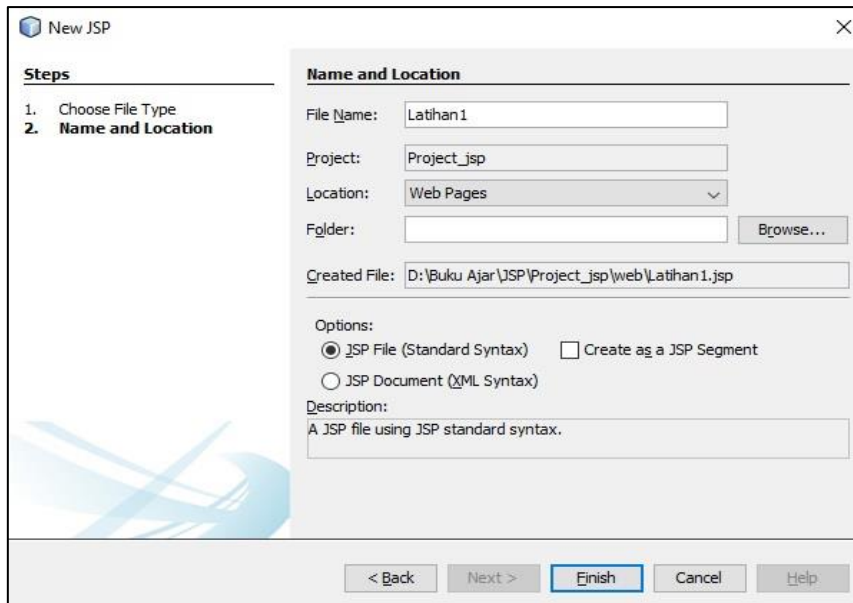 New JSP
Steps
1. Choose File Type
2. Name and Location
Name and Location
File Name: Latihan1
Project: Project_jsp
Location: Web Pages
Folder: Browse...
Created File: D:\Buku Ajar\JSP\Project_jsp\web\Latihan1.jsp
Options:
JSP File (Standard Syntax) Create as a JSP Segment
JSP Document (XML Syntax)
Description:
A JSP file using JSP standard syntax.
< Back Next > Finish Cancel Help